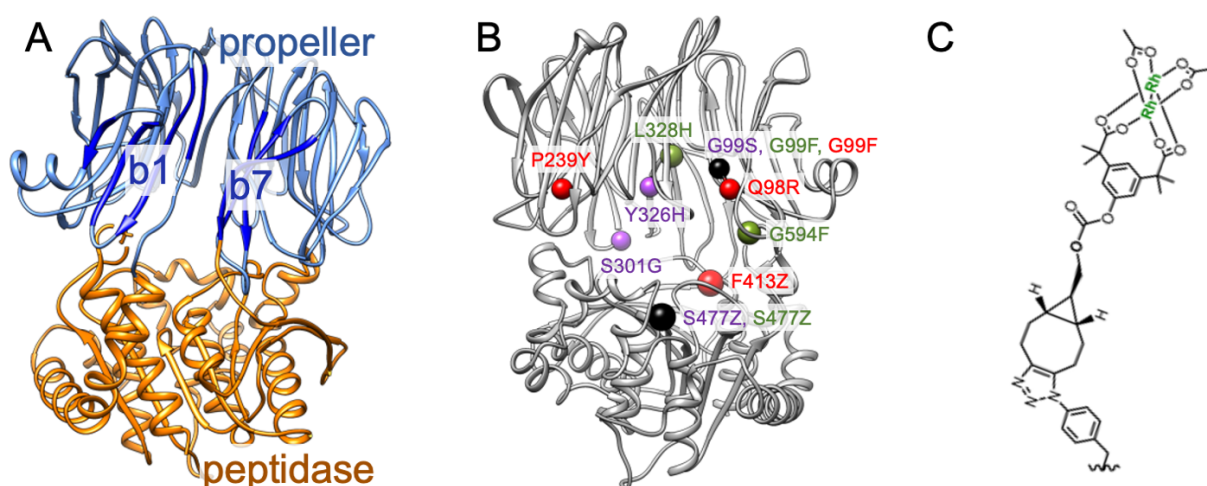 A
propeller
b1
b7
peptidase
B
L328H
G99S, G99F, G99F
P239Y
Q98R
Y326H
G594F
S301G
F413Z
S477Z, S477Z
C
O
O
O
O
Rh-Rh
O
O
O
O
O
O
O
H
H
N
N
N